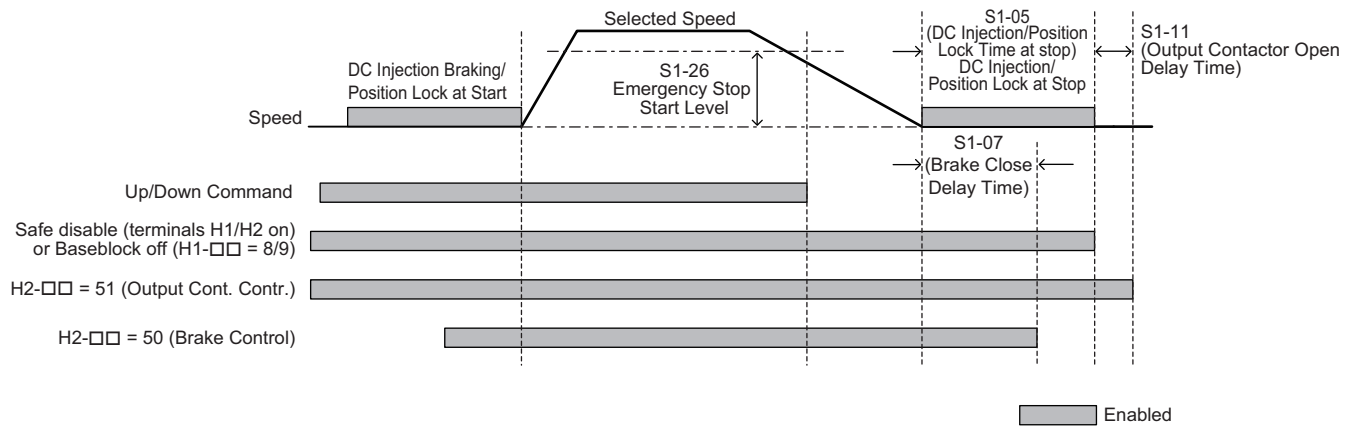 Selected Speed
S1-05
(DC Injection/Position
Lock Time at stop)
DC Injection/
Position Lock at Stop
S1-11
(Output Contactor Open
Delay Time)
DC Injection Braking/
Position Lock at Start
S1-26
Emergency Stop
Start Level
Speed
S1-07
(Brake Close
Delay Time)
Up/Down Command
Safe disable (terminals H1/H2 on)
or Baseblock off (H1-□□ = 8/9)
H2-□□ = 51 (Output Cont. Contr.)
H2-□□ = 50 (Brake Control)
Enabled